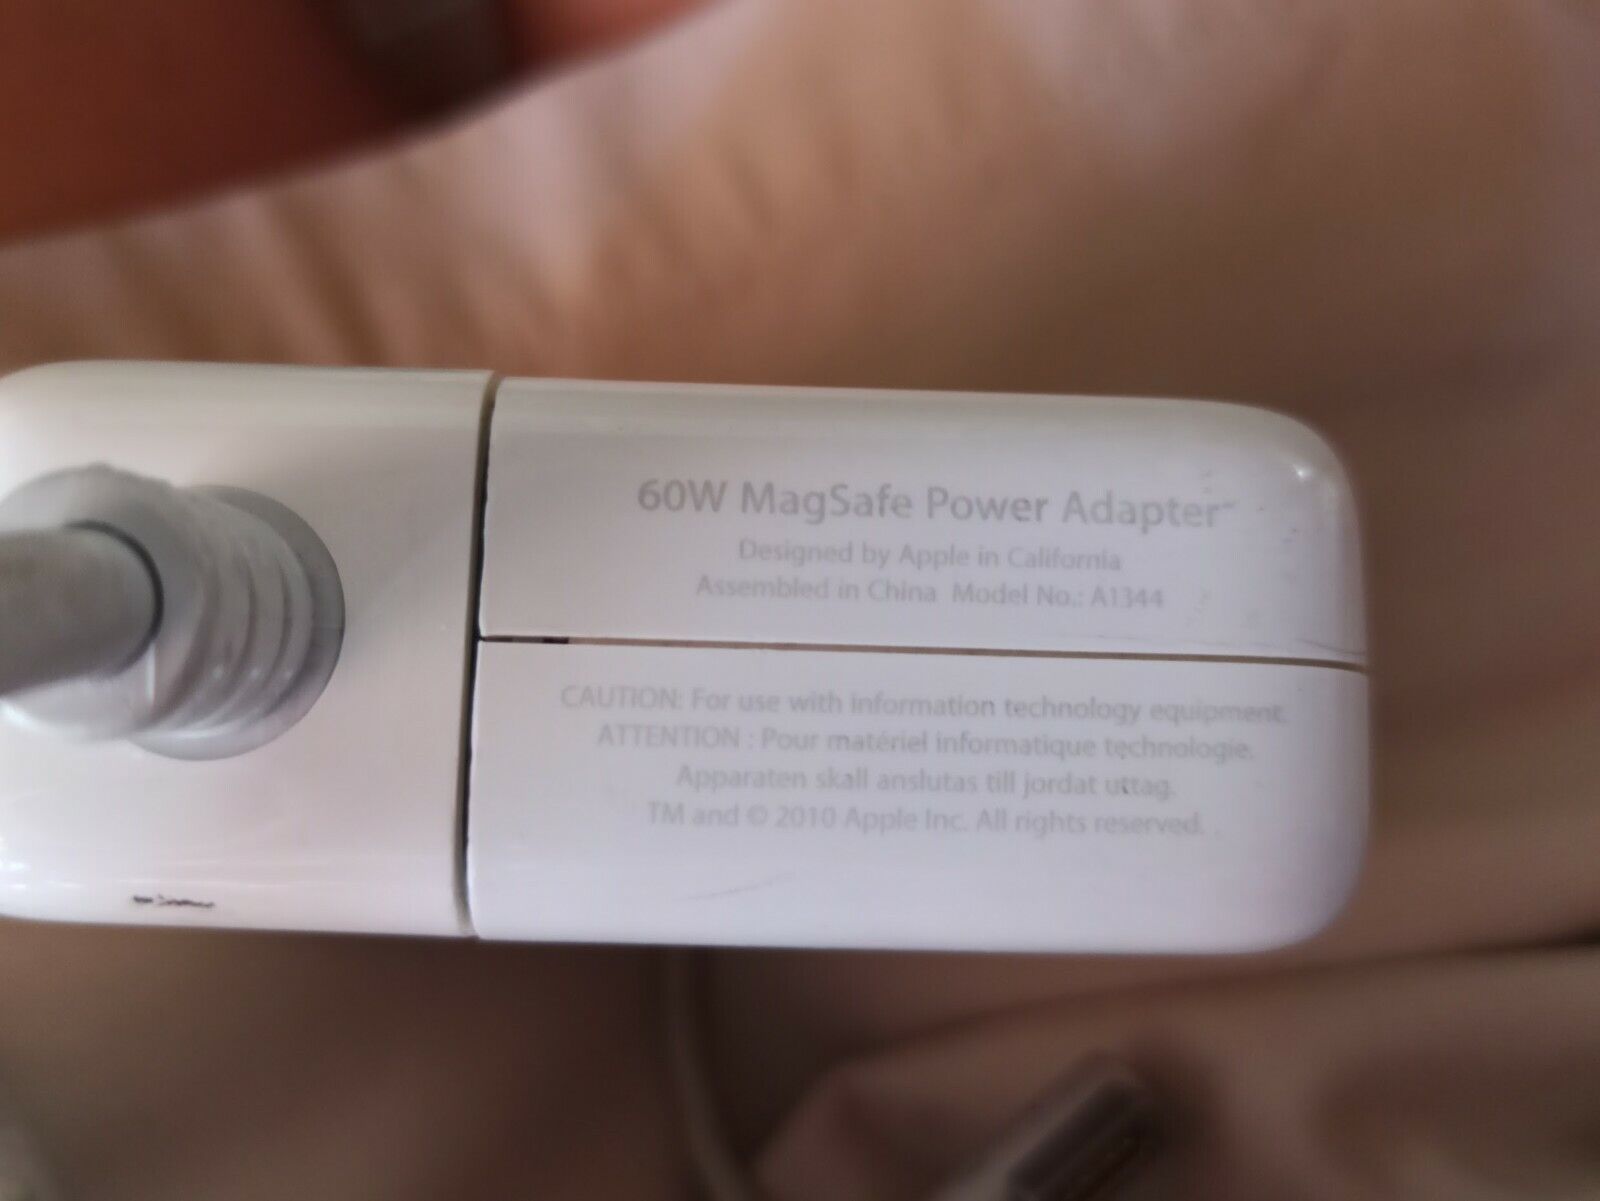 60W MagSafe Power Adapter™
Designed by Apple in California
Assembled in China Model No.: A1344
CAUTION: For use with information technology equipment.
ATTENTION : Pour matériel informatique technologie.
Apparaten skall anslutas till jordat uttag.
TM and © 2010 Apple Inc. All rights reserved.